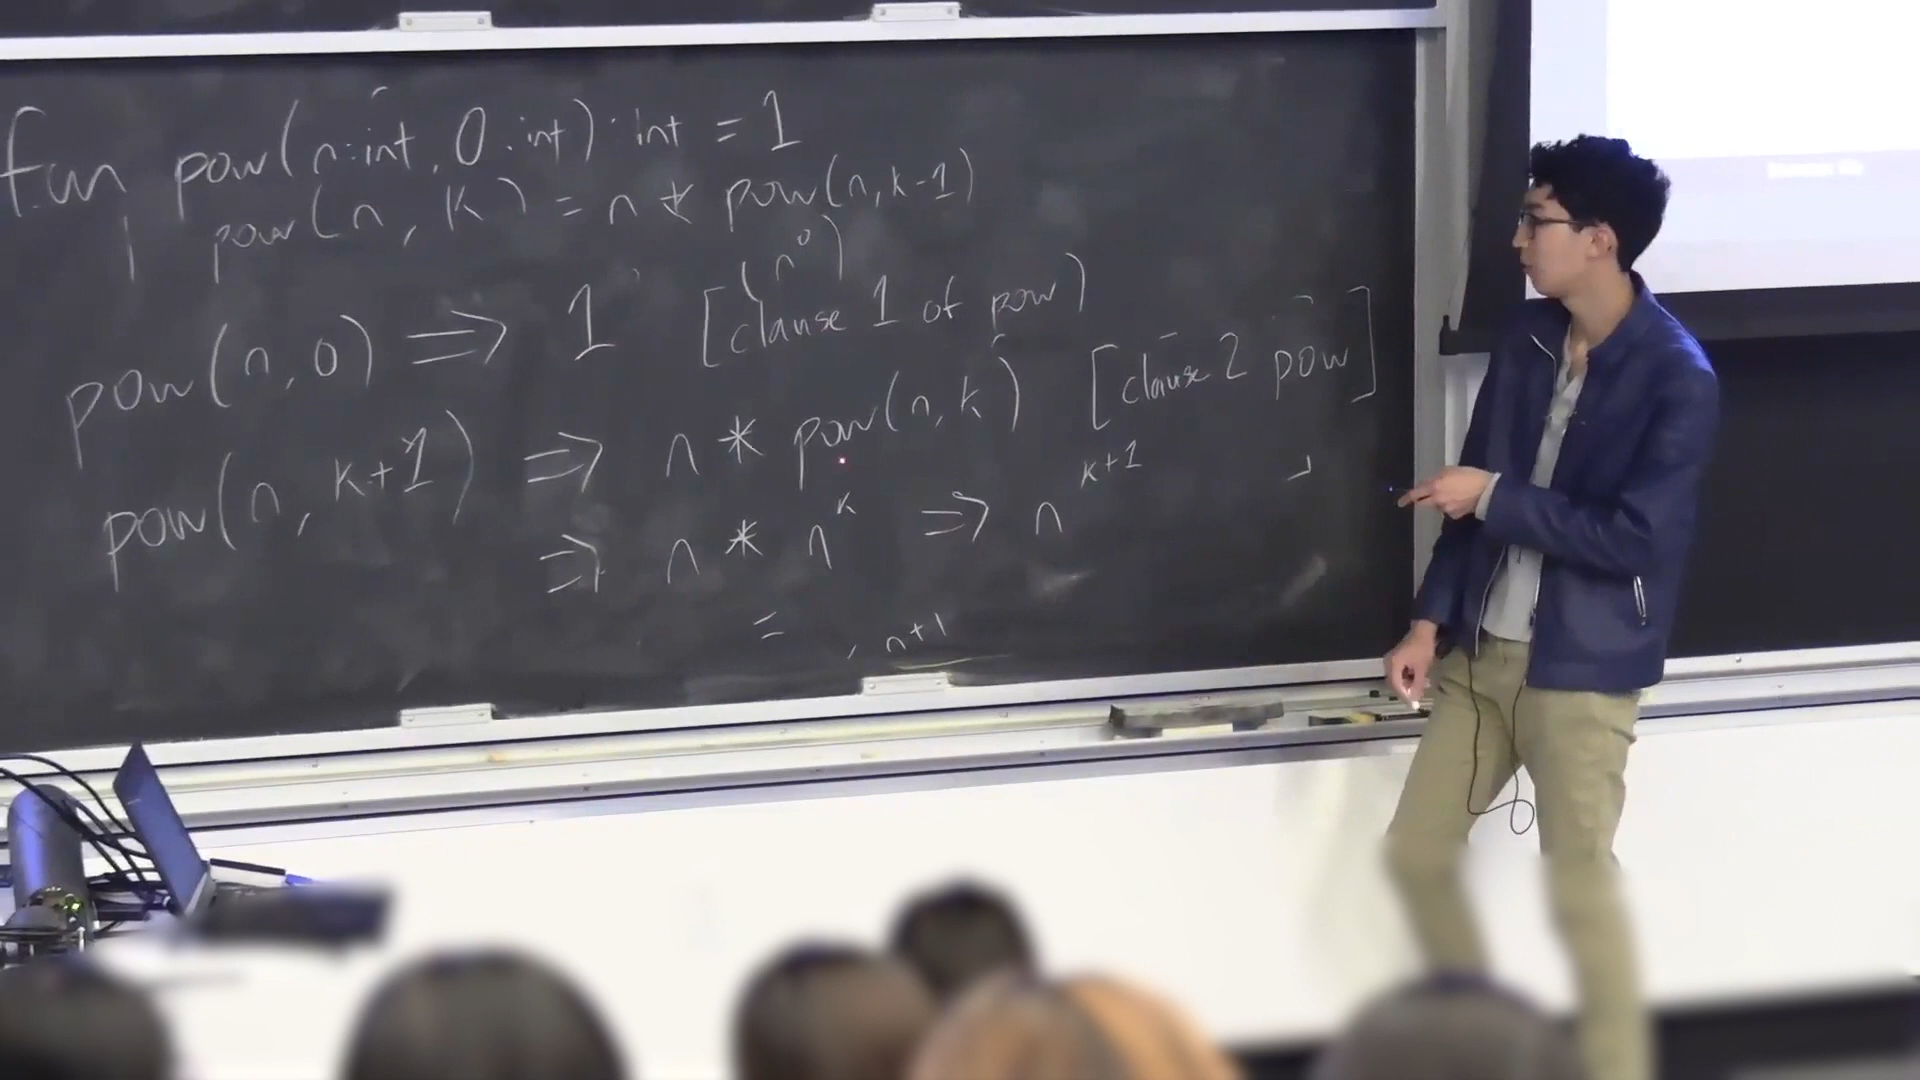 fun pow(n:int, 0:int):int = 1
| pow(n, k) = n * pow(n, k-1)
(n⁰)
pow(n, 0) ⇒ 1 [clause 1 of pow]
pow(n, k+1) ⇒ n * pow(n, k) [clause 2 pow]
⇒ n * nᵏ ⇒ nᵏ⁺¹
= , n+1